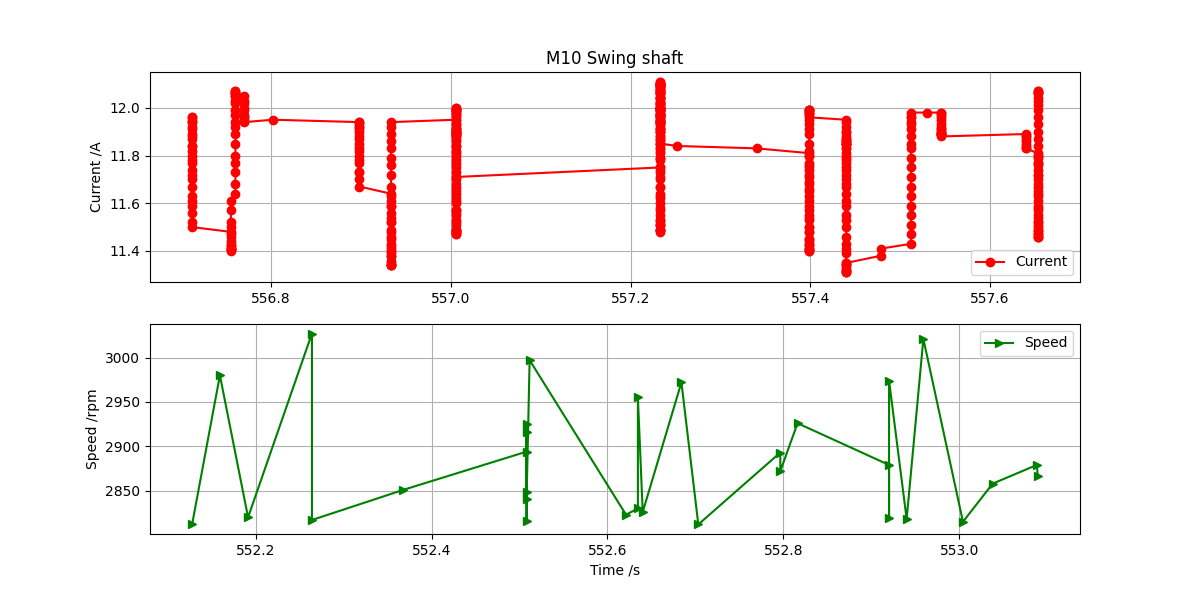 M10 Swing shaft
Current /A
12.0
11.8
11.6
11.4
Current
556.8 557.0 557.2 557.4 557.6
Speed /rpm
3000
2950
2900
2850
Speed
552.2 552.4 552.6 552.8 553.0
Time /s